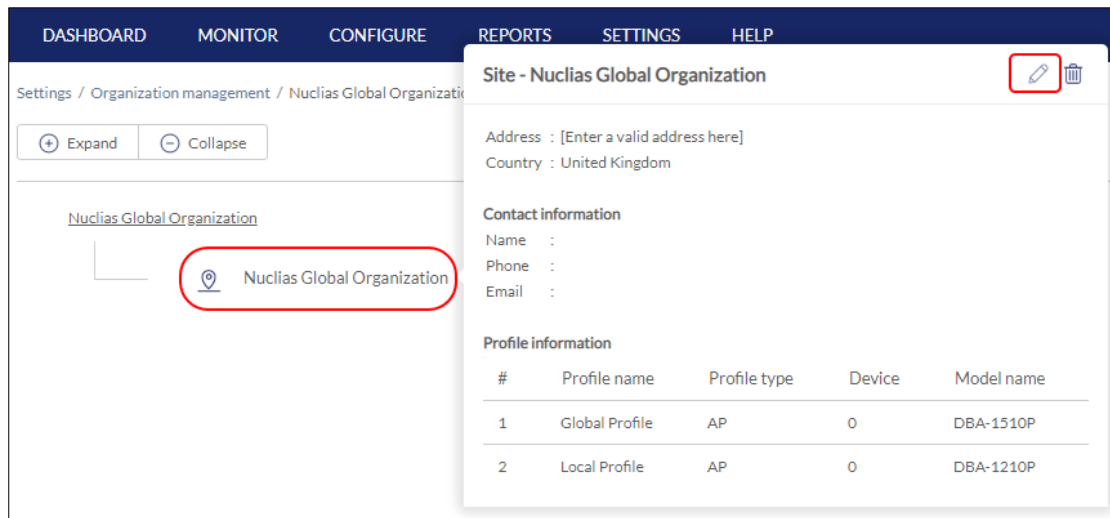 DASHBOARD MONITOR CONFIGURE REPORTS SETTINGS HELP
Settings / Organization management / Nuclias Global Organizatio
Expand Collapse
Nuclias Global Organization
Nuclias Global Organization
Site - Nuclias Global Organization
Address : [Enter a valid address here]
Country : United Kingdom
Contact information
Name :
Phone :
Email :
Profile information
# Profile name Profile type Device Model name
1 Global Profile AP 0 DBA-1510P
2 Local Profile AP 0 DBA-1210P